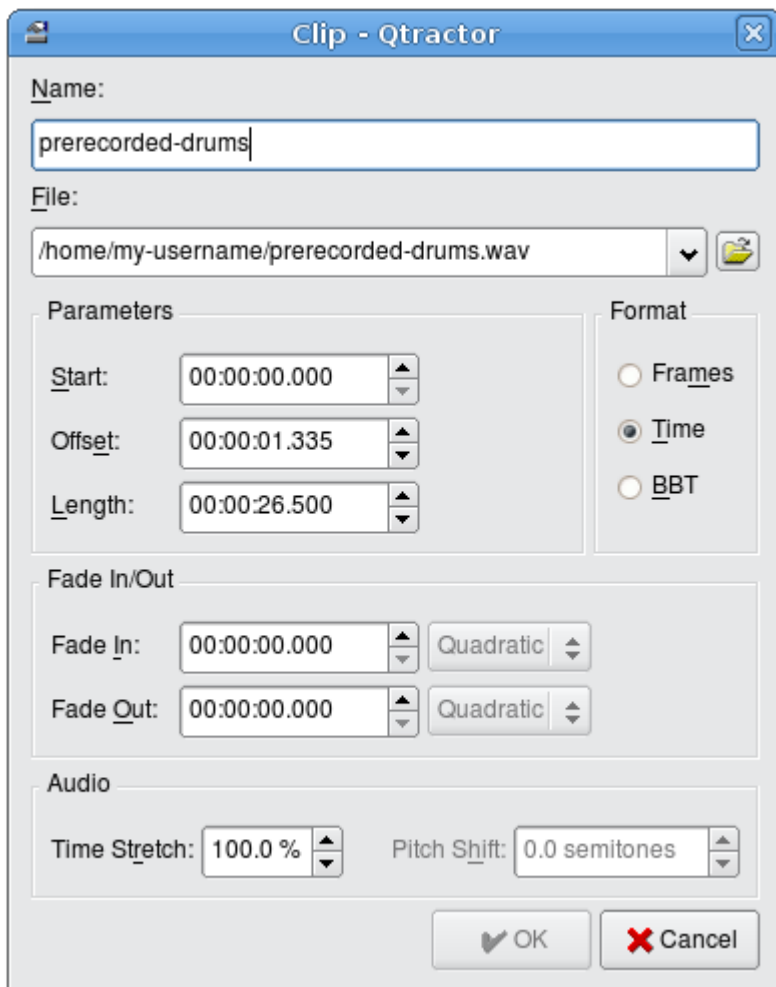 Clip - Qtractor
Name:
prerecorded-drums
File:
/home/my-username/prerecorded-drums.wav
Parameters
Format
Start: 00:00:00.000
Frames
Offset: 00:00:01.335
Time
Length: 00:00:26.500
BBT
Fade In/Out
Fade In: 00:00:00.000 Quadratic
Fade Out: 00:00:00.000 Quadratic
Audio
Time Stretch: 100.0 % Pitch Shift: 0.0 semitones
OK Cancel